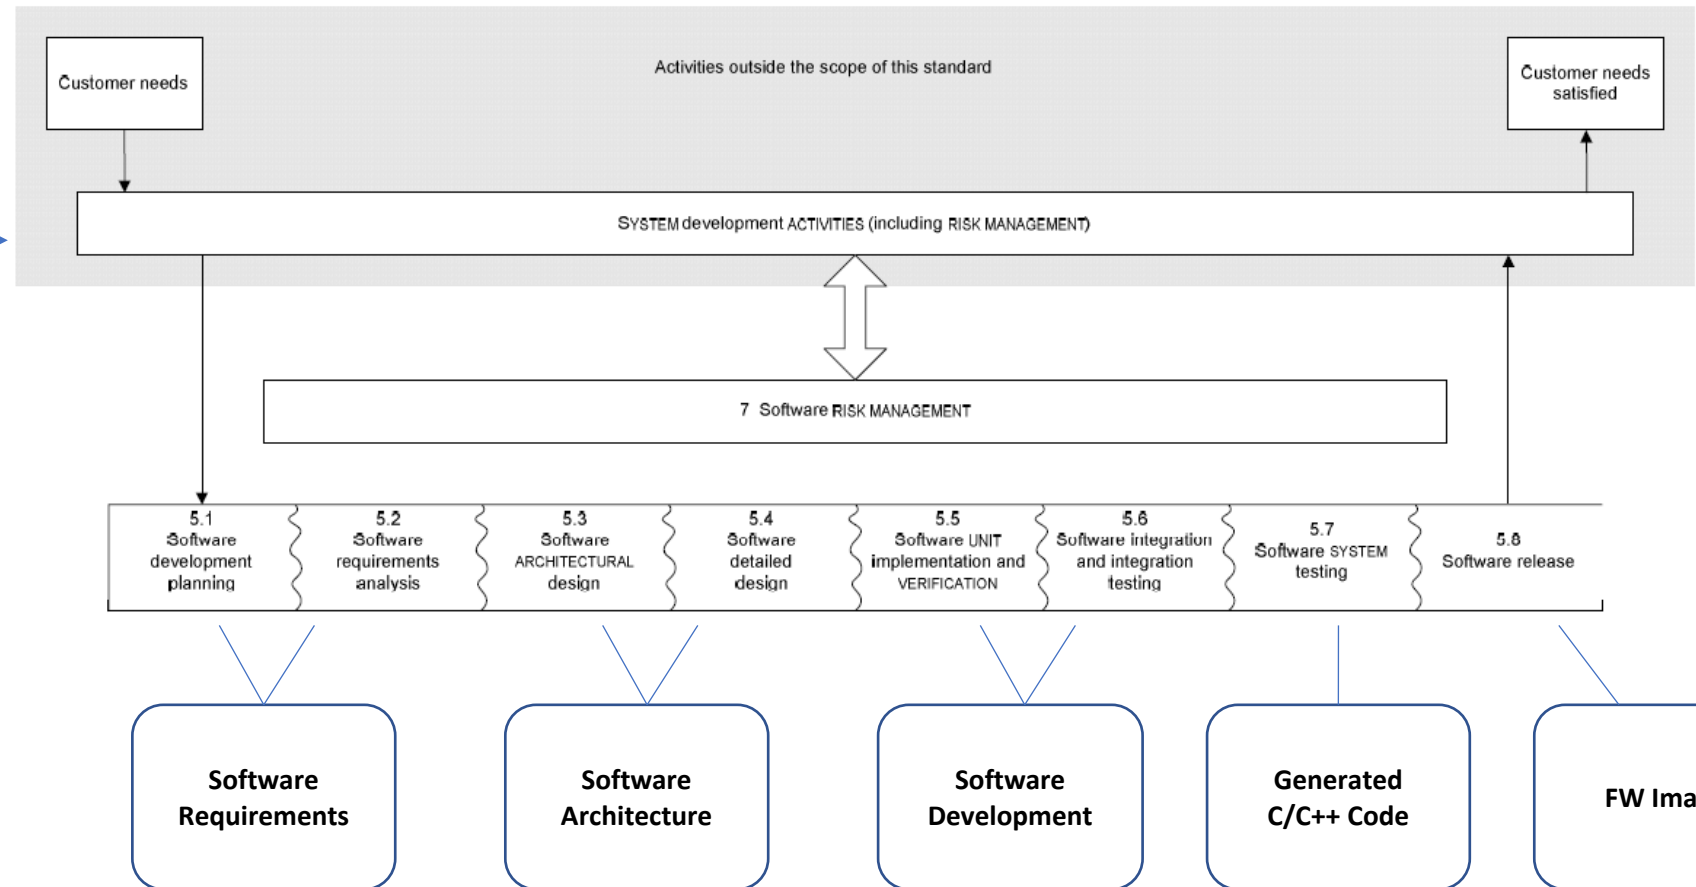 Customer needs
Activities outside the scope of this standard
Customer needs
satisfied
SYSTEM development ACTIVITIES (including RISK MANAGEMENT)
7 Software RISK MANAGEMENT
5.1
Software
development
planning
5.2
Software
requirements
analysis
5.3
Software
ARCHITECTURAL
design
5.4
Software
detailed
design
5.5
Software UNIT
implementation and
VERIFICATION
5.6
Software integration
and integration
testing
5.7
Software SYSTEM
testing
5.8
Software release
Software
Requirements
Software
Architecture
Software
Development
Generated
C/C++ Code
FW Ima